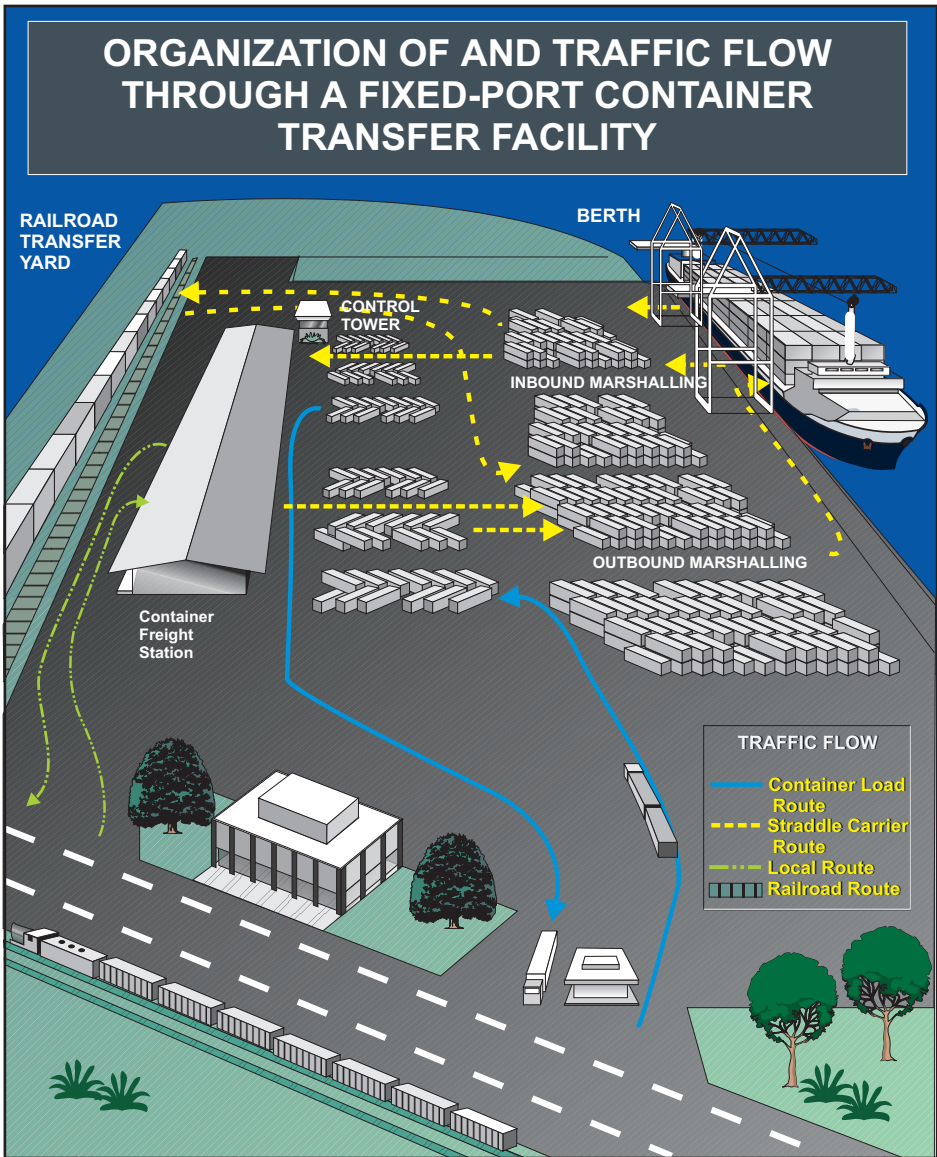 ORGANIZATION OF AND TRAFFIC FLOW
THROUGH A FIXED-PORT CONTAINER
TRANSFER FACILITY
RAILROAD
TRANSFER
YARD
BERTH
CONTROL
TOWER
INBOUND MARSHALLING
OUTBOUND MARSHALLING
Container
Freight
Station
TRAFFIC FLOW
Container Load
Route
Straddle Carrier
Route
Local Route
Railroad Route